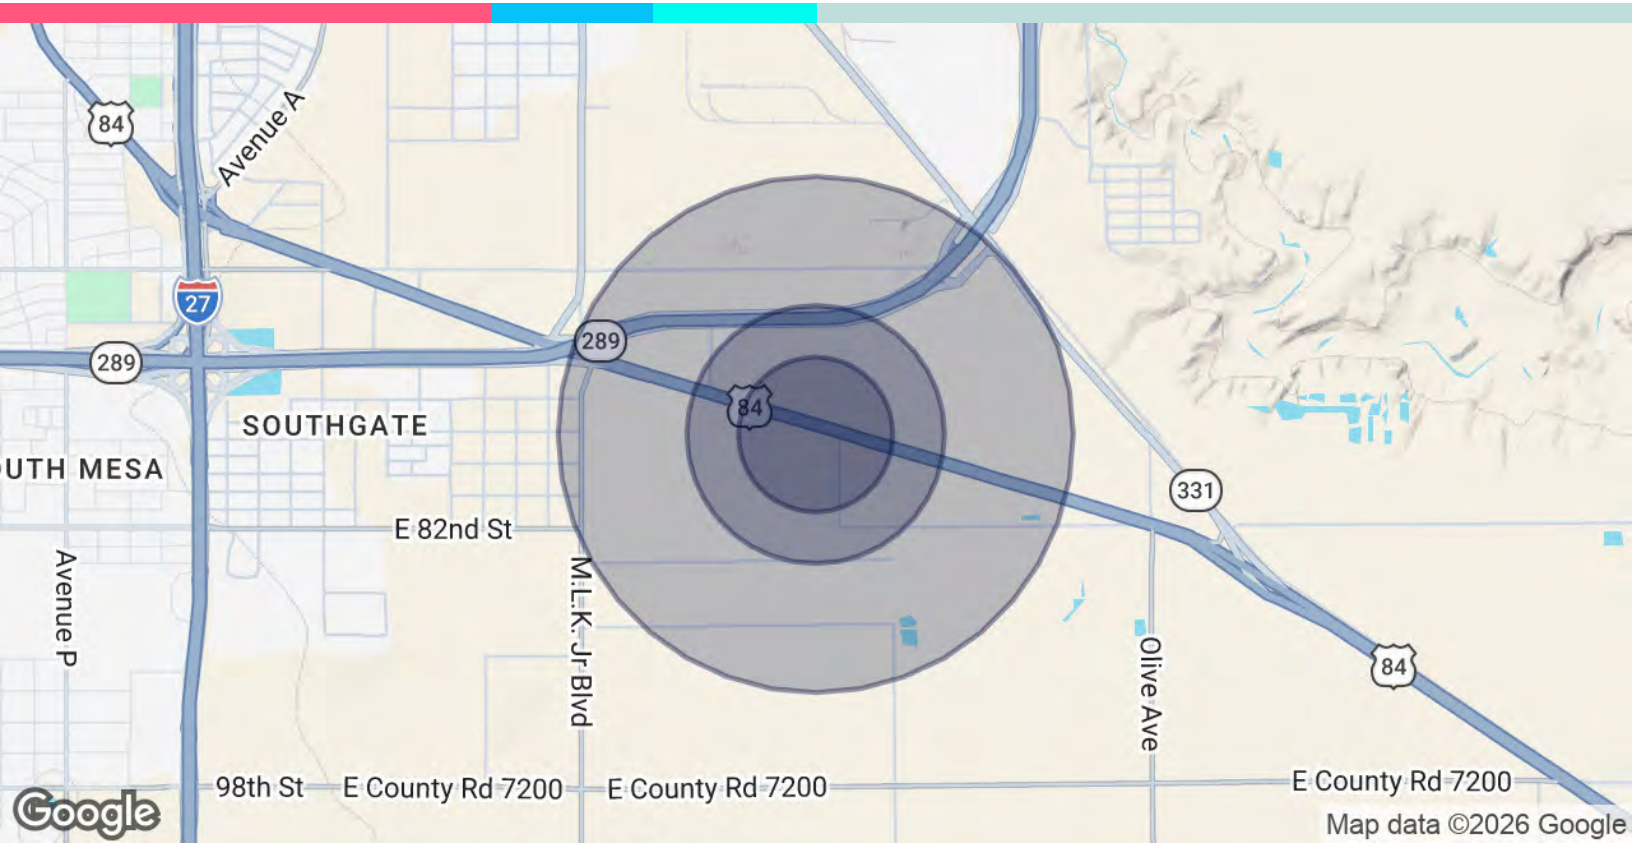 84
Avenue A
27
289
289
84
SOUTHGATE
UTH MESA
E 82nd St
331
Avenue P
M.L.K. Jr Blvd
Olive Ave
84
98th St
E County Rd 7200
E County Rd 7200
E County Rd 7200
Google
Map data ©2026 Google